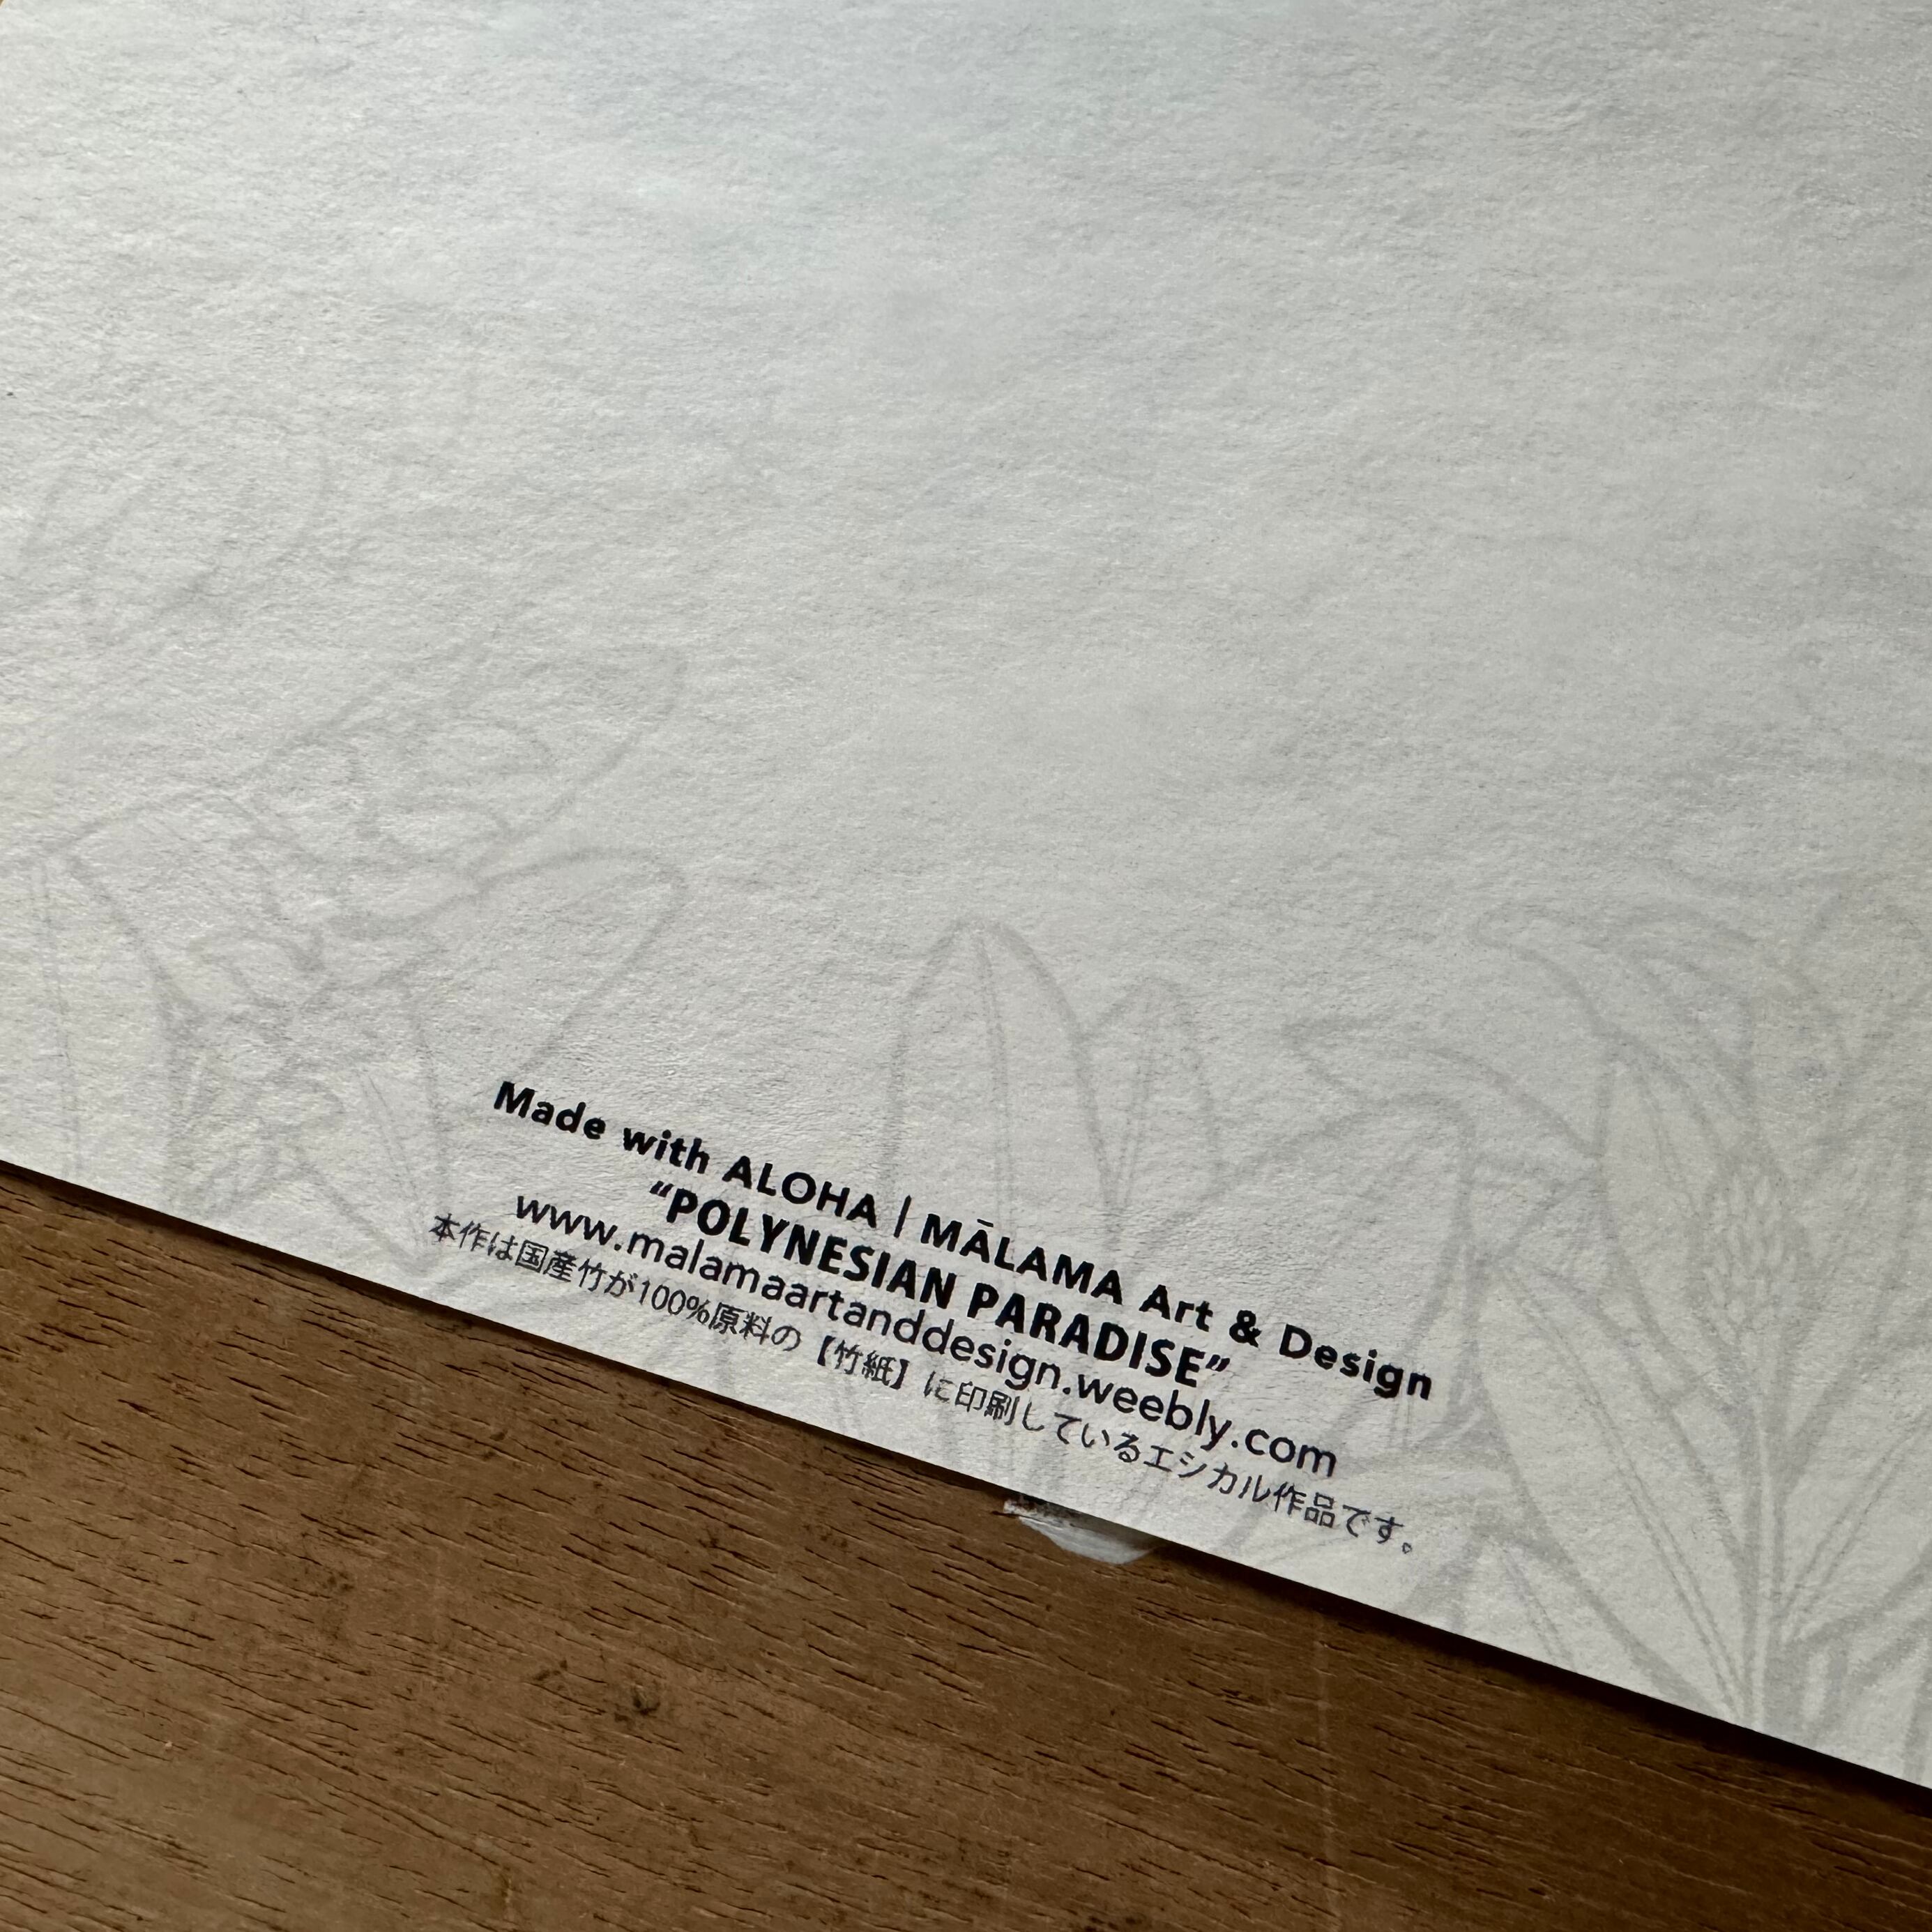 Made with ALOHA | MĀLAMA Art & Design
“POLYNESIAN PARADISE”
www.malamaartanddesign.weebly.com
本作は国産竹が100%原料の【竹紙】に印刷しているエシカル作品です。